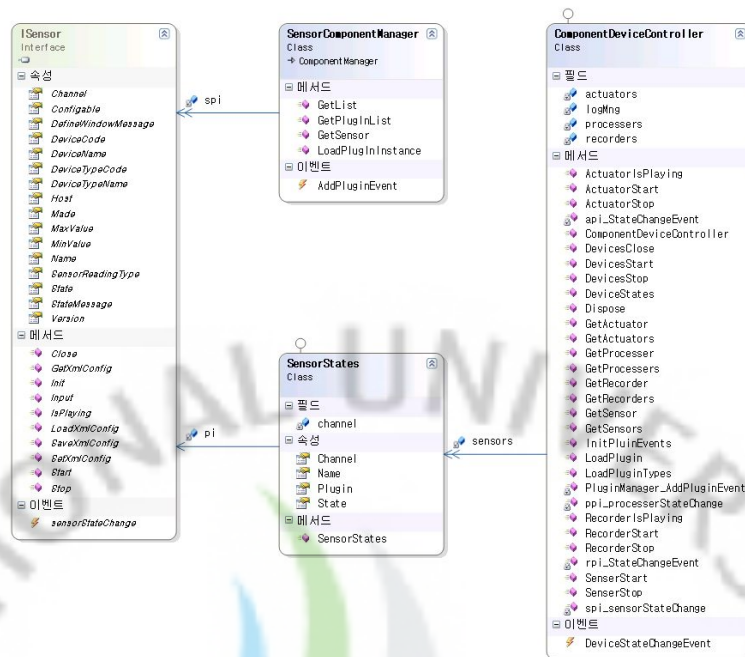 ISensor
Interface
속성
Channel
Configable
DefineWindowMessage
DeviceCode
DeviceName
DeviceTypeCode
DeviceTypeName
Host
Made
MaxValue
MinValue
Name
SensorReadingType
State
StateMessage
Version
메서드
Close
GetXmlConfig
Init
Input
IsPlaying
LoadXmlConfig
SaveXmlConfig
SetXmlConfig
Start
Stop
이벤트
sensorStateChange
spi
pi
SensorComponentManager
Class
ComponentManager
메서드
GetList
GetPlugInList
GetSensor
LoadPlugInInstance
이벤트
AddPluginEvent
SensorStates
Class
필드
channel
속성
Channel
Name
Plugin
State
메서드
SensorStates
sensors
ComponentDeviceController
Class
필드
actuators
logMng
processers
recorders
메서드
ActuatorIsPlaying
ActuatorStart
ActuatorStop
api_StateChangeEvent
ComponentDeviceController
DevicesClose
DevicesStart
DevicesStop
DeviceStates
Dispose
GetActuator
GetActuators
GetProcesser
GetProcessers
GetRecorder
GetRecorders
GetSensor
GetSensors
InitPluinEvents
LoadPlugin
LoadPluginTypes
PluginManager_AddPluginEvent
ppi_processerStateChange
RecorderIsPlaying
RecorderStart
RecorderStop
rpi_StateChangeEvent
SenserStart
SenserStop
spi_sensorStateChange
이벤트
DeviceStateChangeEvent